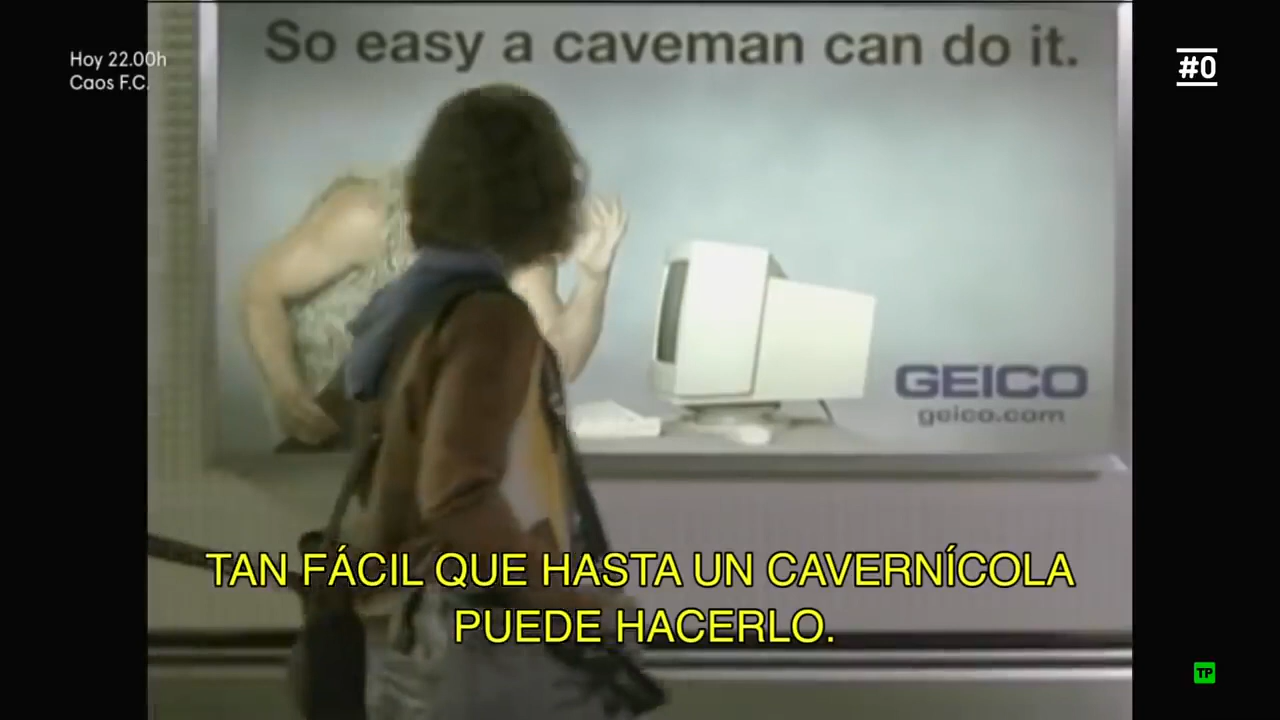 So easy a caveman can do it.
Hoy 22.00h
Caos F.C.
#0
GEICO
geico.com
TAN FÁCIL QUE HASTA UN CAVERNÍCOLA
PUEDE HACERLO.
TP